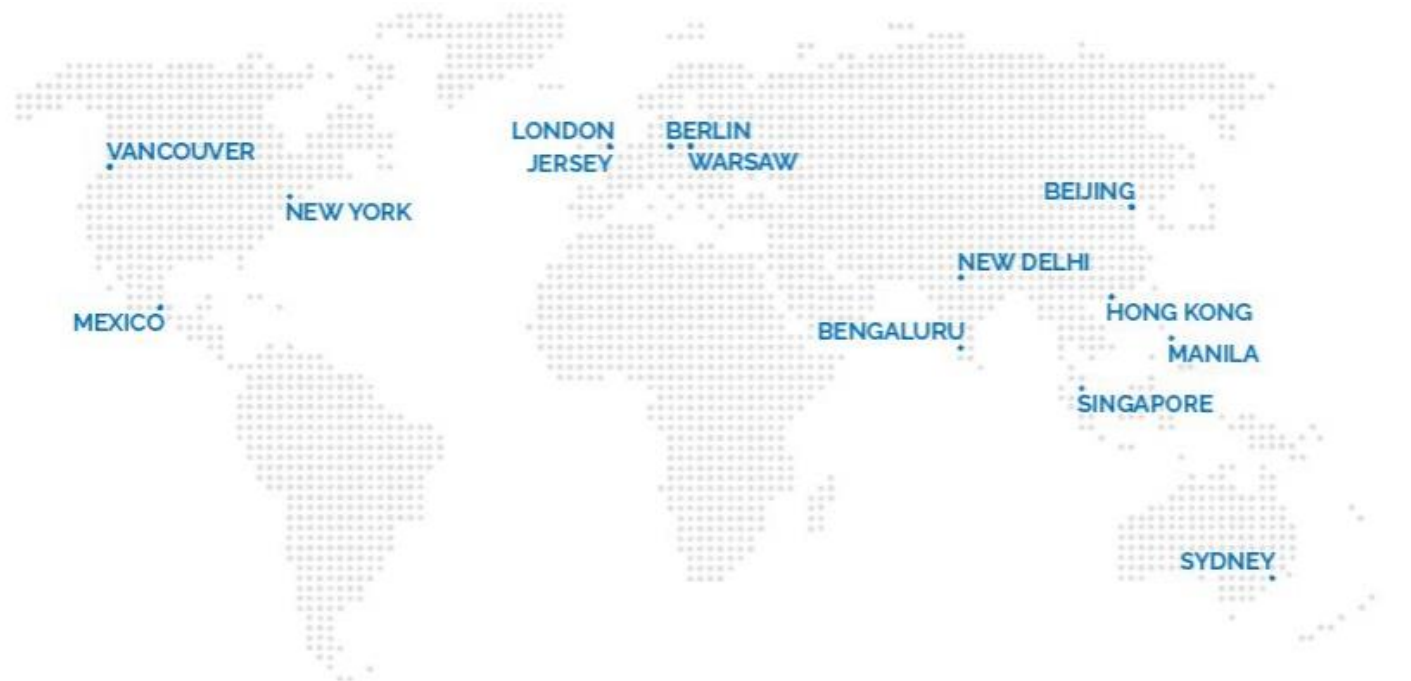 LONDON
BERLIN
VANCOUVER
JERSEY
WARSAW
BEIJING
NEW YORK
NEW DELHI
HONG KONG
MEXICO
BENGALURU
MANILA
SINGAPORE
SYDNEY